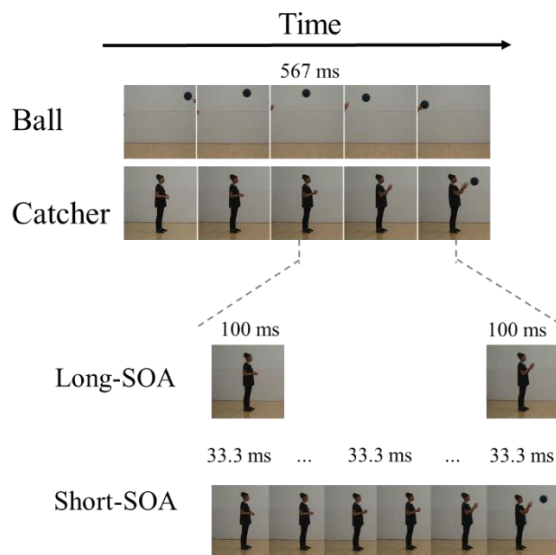 Time
567 ms
Ball
Catcher
100 ms 100 ms
Long-SOA
33.3 ms ... 33.3 ms ... 33.3 ms
Short-SOA